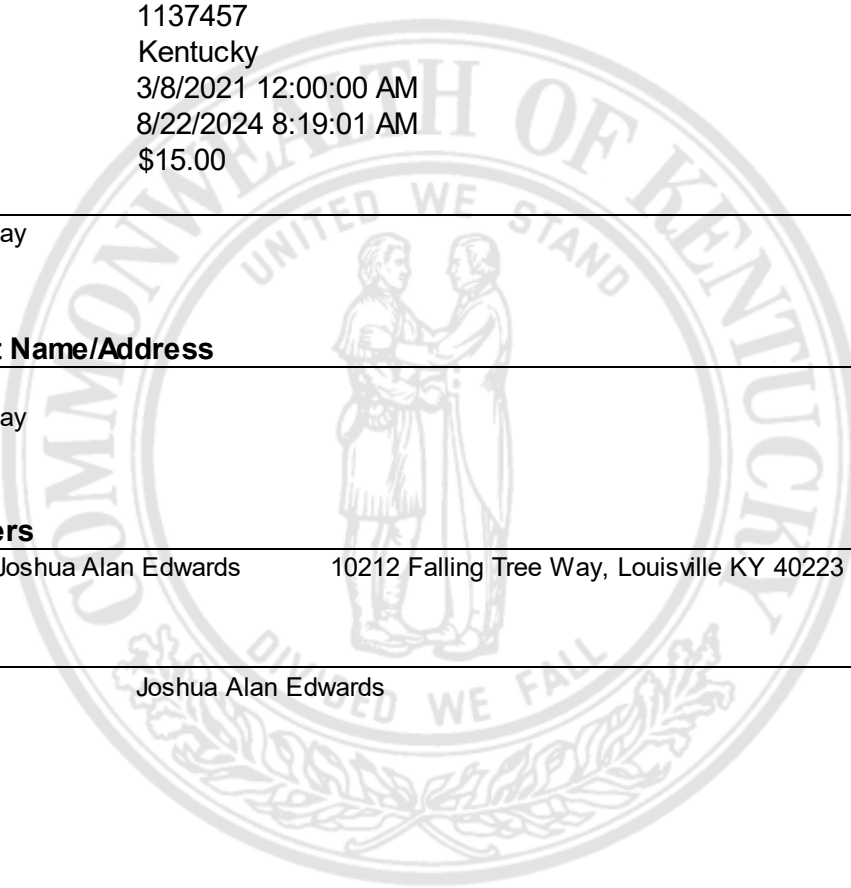 1137457
Kentucky
3/8/2021 12:00:00 AM
8/22/2024 8:19:01 AM
$15.00
ay
t Name/Address
ay
ers
Joshua Alan Edwards 10212 Falling Tree Way, Louisville KY 40223
Joshua Alan Edwards
COMMONWEALTH OF KENTUCKY
UNITED WE STAND
DIVIDED WE FALL